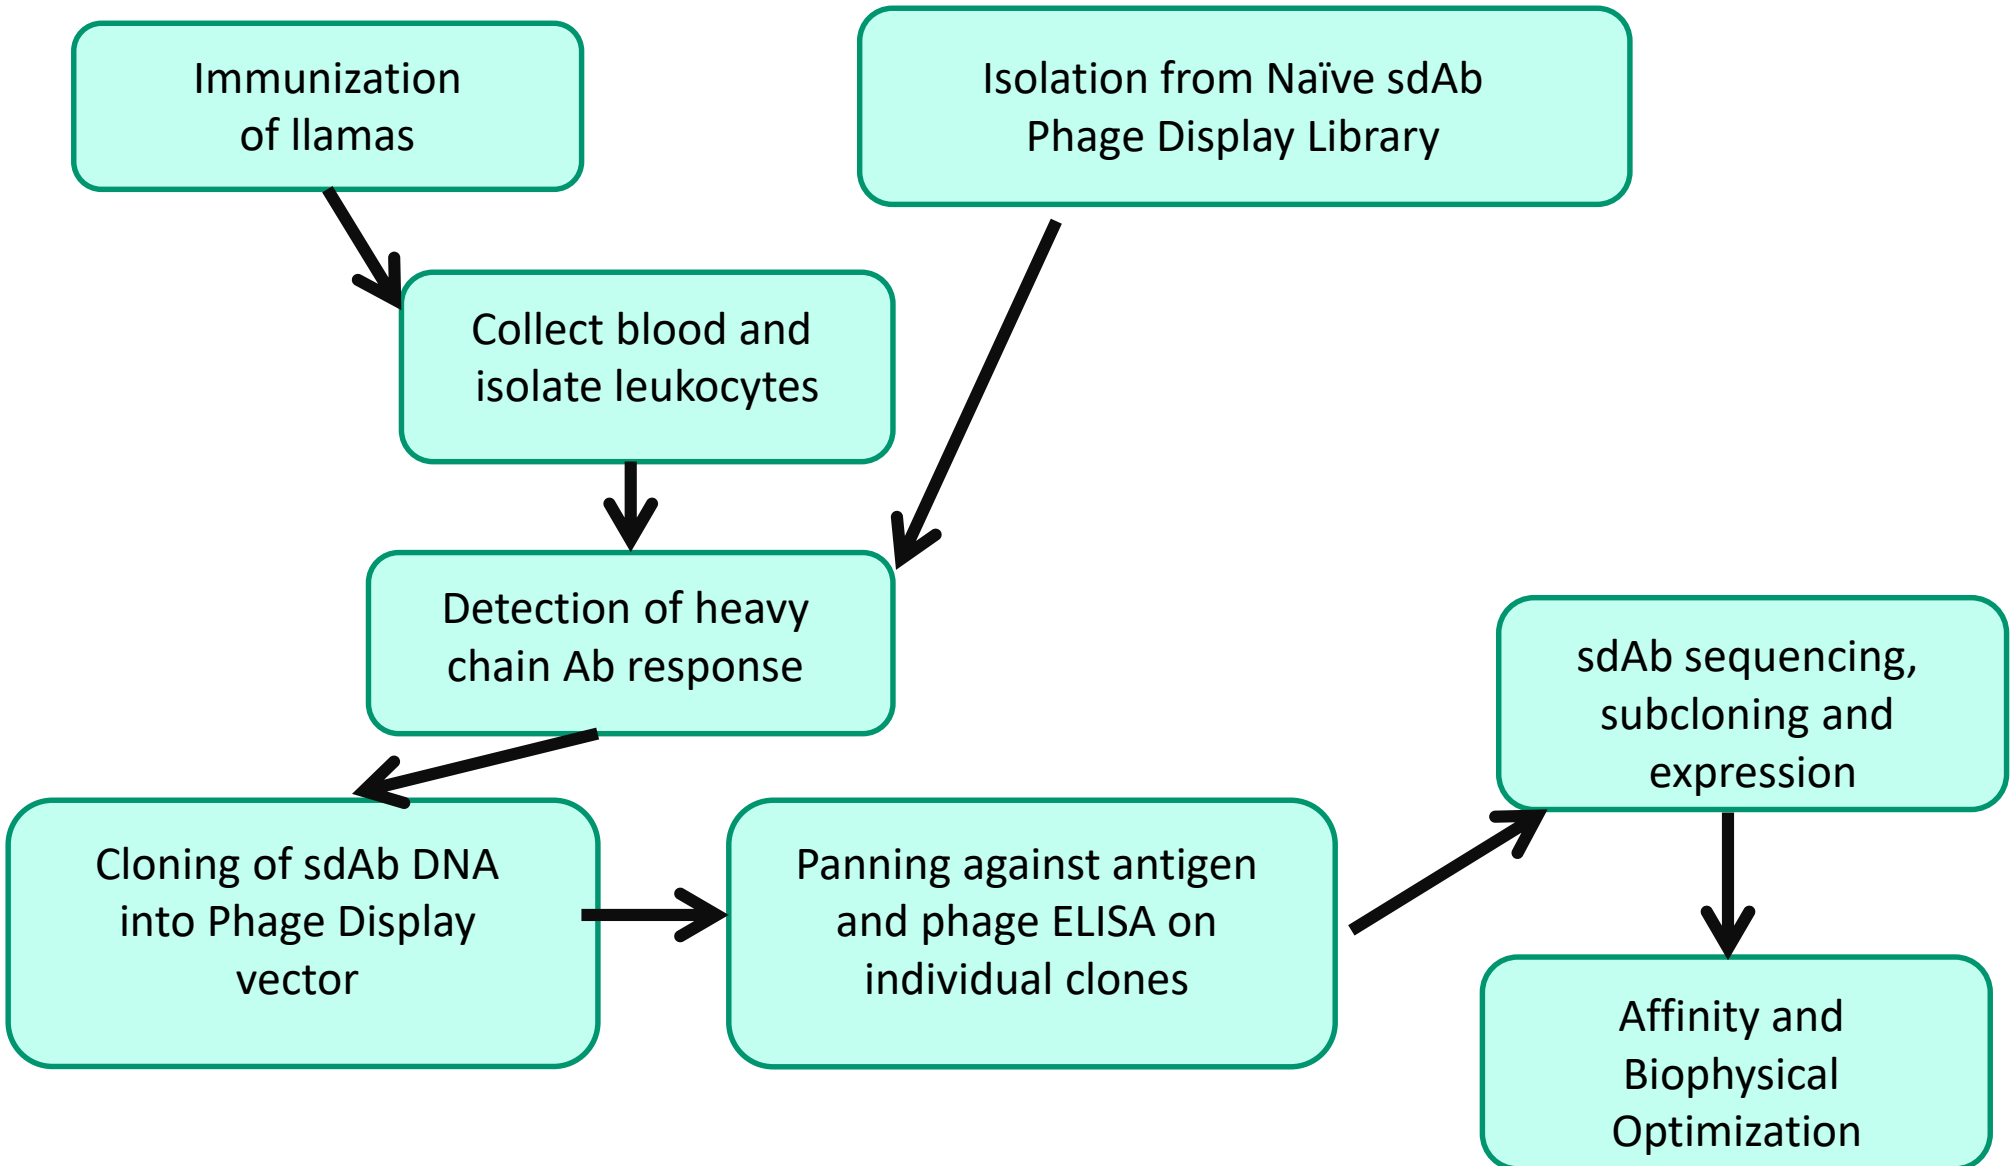 Immunization
of llamas
Isolation from Naïve sdAb
Phage Display Library
Collect blood and
isolate leukocytes
Detection of heavy
chain Ab response
Cloning of sdAb DNA
into Phage Display
vector
Panning against antigen
and phage ELISA on
individual clones
sdAb sequencing,
subcloning and
expression
Affinity and
Biophysical
Optimization